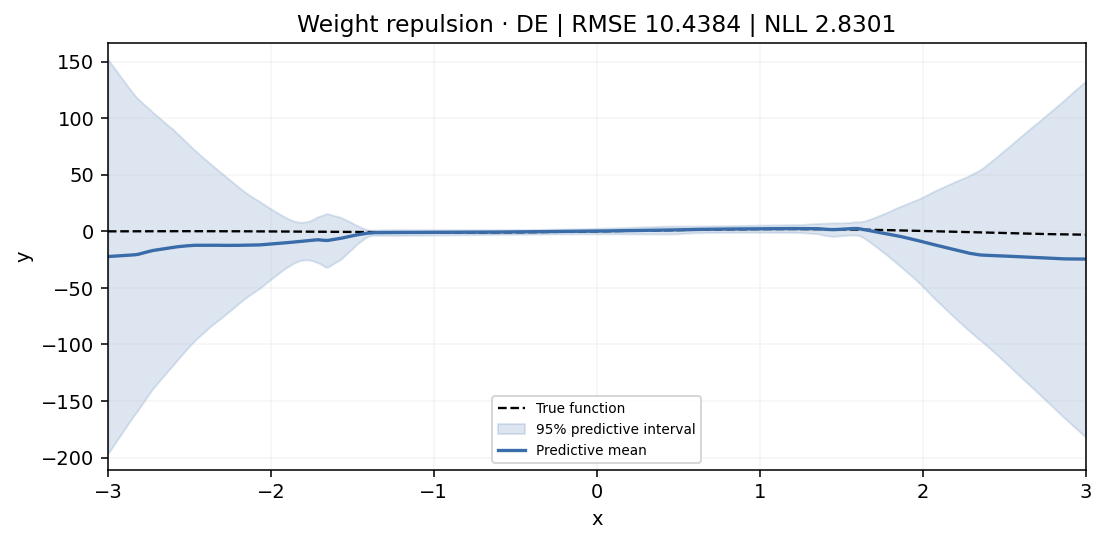 Weight repulsion · DE | RMSE 10.4384 | NLL 2.8301
150
100
50
0
−50
−100
−150
−200
y
True function
95% predictive interval
Predictive mean
−3
−2
−1
0
1
2
3
x